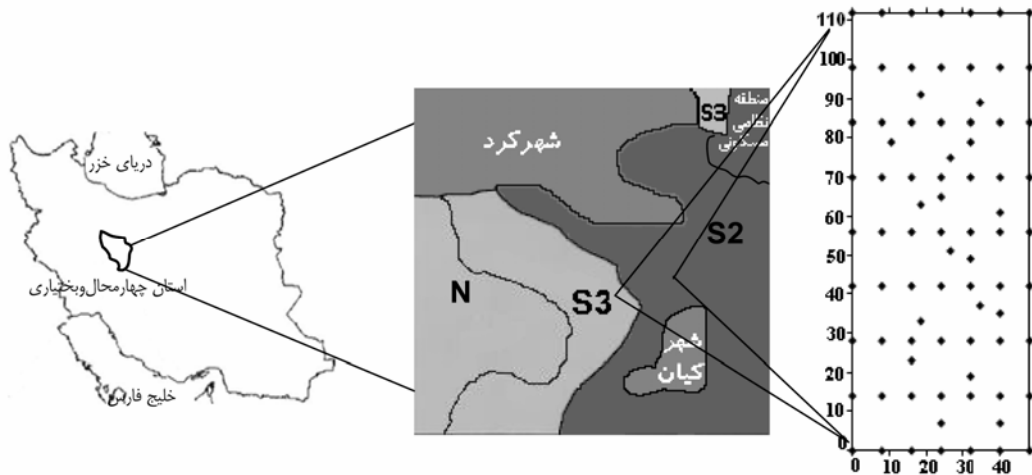 دریای خزر
استان چهارمحال‌وبختیاری
خلیج فارس
شهرکرد
S3
منطقه
نظامی
مسکونی
S2
N
S3
شهر
کیان
110
100
90
80
70
60
50
40
30
20
10
0
0 10 20 30 40